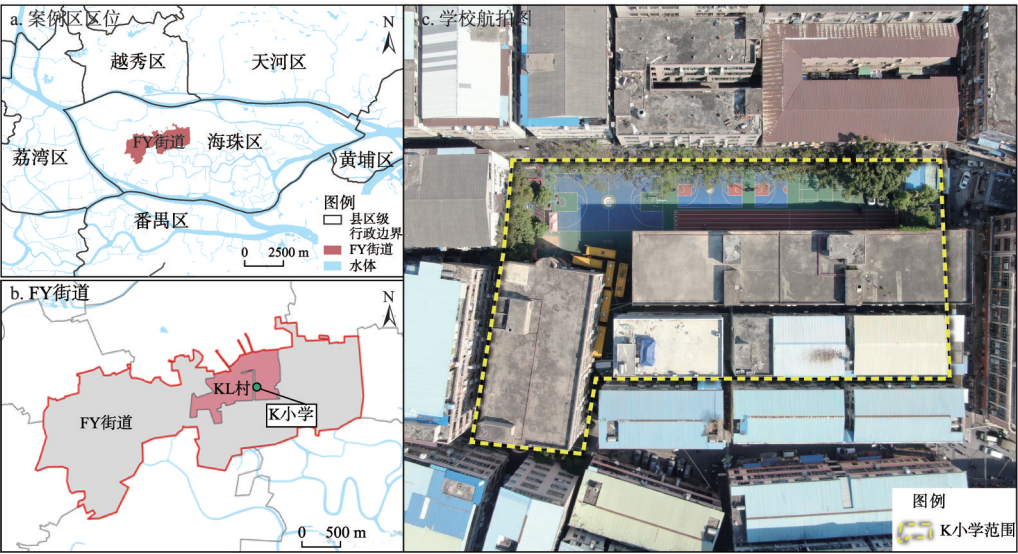 a. 案例区区位
N
越秀区
天河区
FY街道
海珠区
荔湾区
黄埔区
番禺区
图例
县区级
行政边界
FY街道
水体
0 2500 m
b. FY街道
N
KL村
K小学
FY街道
0 500 m
c. 学校航拍图
N
图例
K小学范围